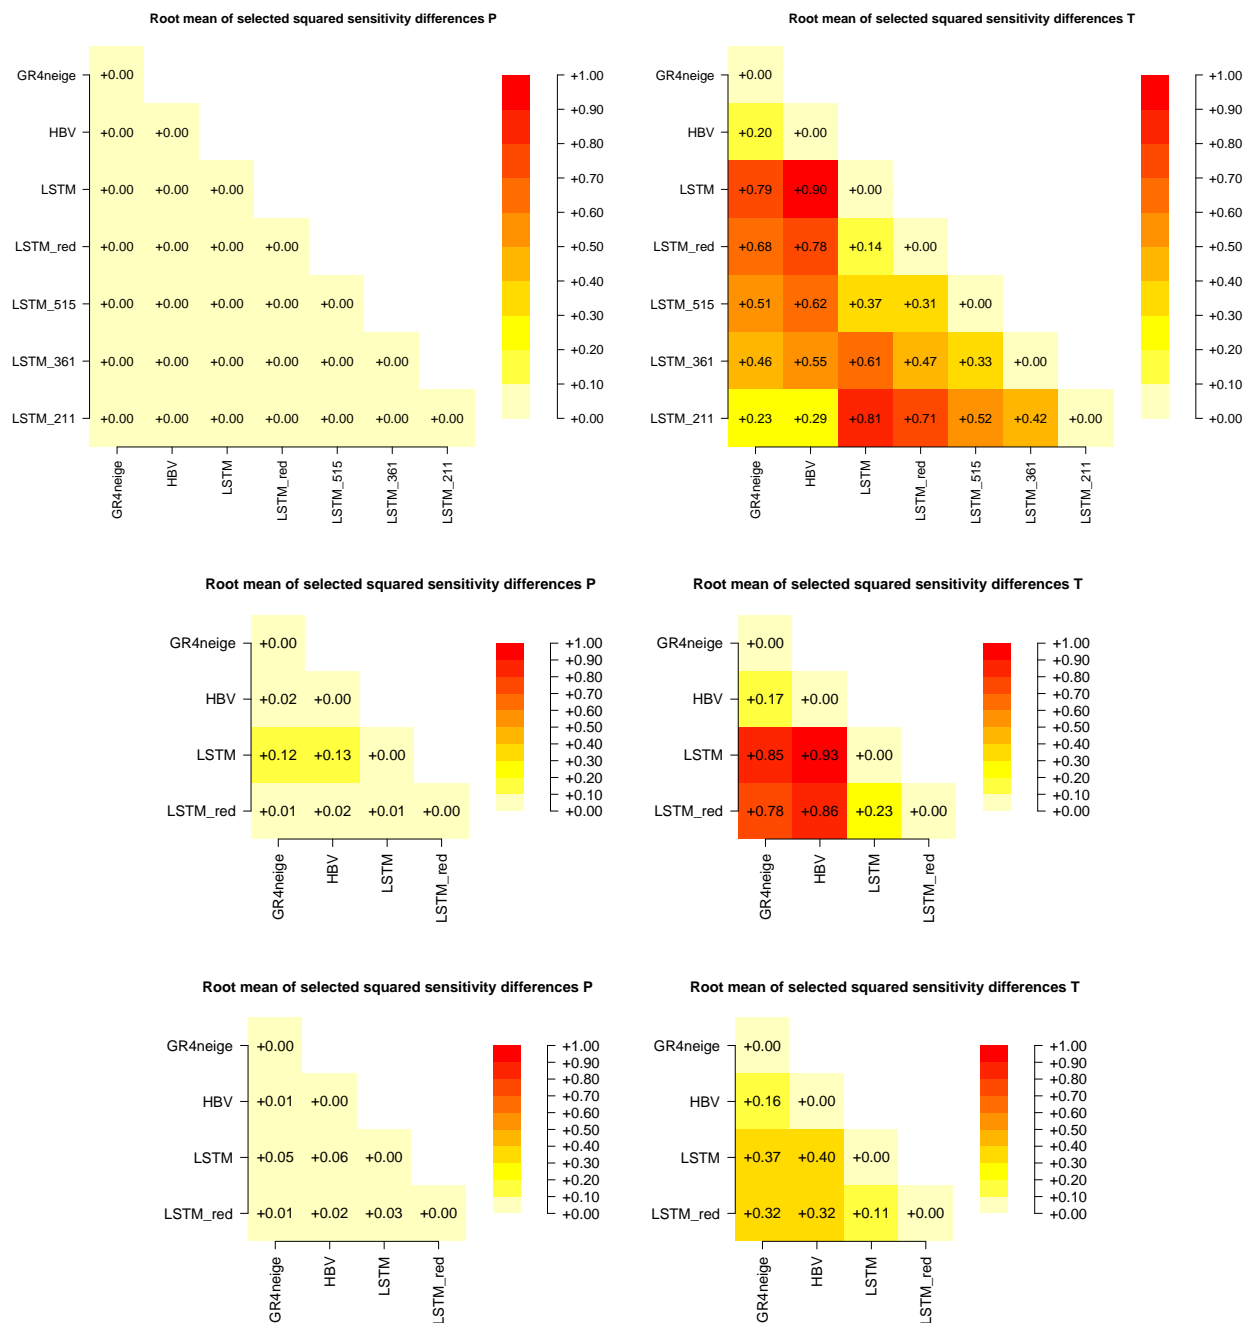 Root mean of selected squared sensitivity differences P
GR4neige
HBV
LSTM
LSTM_red
LSTM_515
LSTM_361
LSTM_211
+0.00
+0.00 +0.00
+0.00 +0.00 +0.00
+0.00 +0.00 +0.00 +0.00
+0.00 +0.00 +0.00 +0.00 +0.00
+0.00 +0.00 +0.00 +0.00 +0.00 +0.00
+0.00 +0.00 +0.00 +0.00 +0.00 +0.00 +0.00
GR4neige
HBV
LSTM
LSTM_red
LSTM_515
LSTM_361
LSTM_211
+1.00
+0.90
+0.80
+0.70
+0.60
+0.50
+0.40
+0.30
+0.20
+0.10
+0.00
Root mean of selected squared sensitivity differences T
GR4neige
HBV
LSTM
LSTM_red
LSTM_515
LSTM_361
LSTM_211
+0.00
+0.20 +0.00
+0.79 +0.90 +0.00
+0.68 +0.78 +0.14 +0.00
+0.51 +0.62 +0.37 +0.31 +0.00
+0.46 +0.55 +0.61 +0.47 +0.33 +0.00
+0.23 +0.29 +0.81 +0.71 +0.52 +0.42 +0.00
GR4neige
HBV
LSTM
LSTM_red
LSTM_515
LSTM_361
LSTM_211
+1.00
+0.90
+0.80
+0.70
+0.60
+0.50
+0.40
+0.30
+0.20
+0.10
+0.00
Root mean of selected squared sensitivity differences P
GR4neige
HBV
LSTM
LSTM_red
+0.00
+0.02 +0.00
+0.12 +0.13 +0.00
+0.01 +0.02 +0.01 +0.00
GR4neige
HBV
LSTM
LSTM_red
+1.00
+0.90
+0.80
+0.70
+0.60
+0.50
+0.40
+0.30
+0.20
+0.10
+0.00
Root mean of selected squared sensitivity differences T
GR4neige
HBV
LSTM
LSTM_red
+0.00
+0.17 +0.00
+0.85 +0.93 +0.00
+0.78 +0.86 +0.23 +0.00
GR4neige
HBV
LSTM
LSTM_red
+1.00
+0.90
+0.80
+0.70
+0.60
+0.50
+0.40
+0.30
+0.20
+0.10
+0.00
Root mean of selected squared sensitivity differences P
GR4neige
HBV
LSTM
LSTM_red
+0.00
+0.01 +0.00
+0.05 +0.06 +0.00
+0.01 +0.02 +0.03 +0.00
GR4neige
HBV
LSTM
LSTM_red
+1.00
+0.90
+0.80
+0.70
+0.60
+0.50
+0.40
+0.30
+0.20
+0.10
+0.00
Root mean of selected squared sensitivity differences T
GR4neige
HBV
LSTM
LSTM_red
+0.00
+0.16 +0.00
+0.37 +0.40 +0.00
+0.32 +0.32 +0.11 +0.00
GR4neige
HBV
LSTM
LSTM_red
+1.00
+0.90
+0.80
+0.70
+0.60
+0.50
+0.40
+0.30
+0.20
+0.10
+0.00